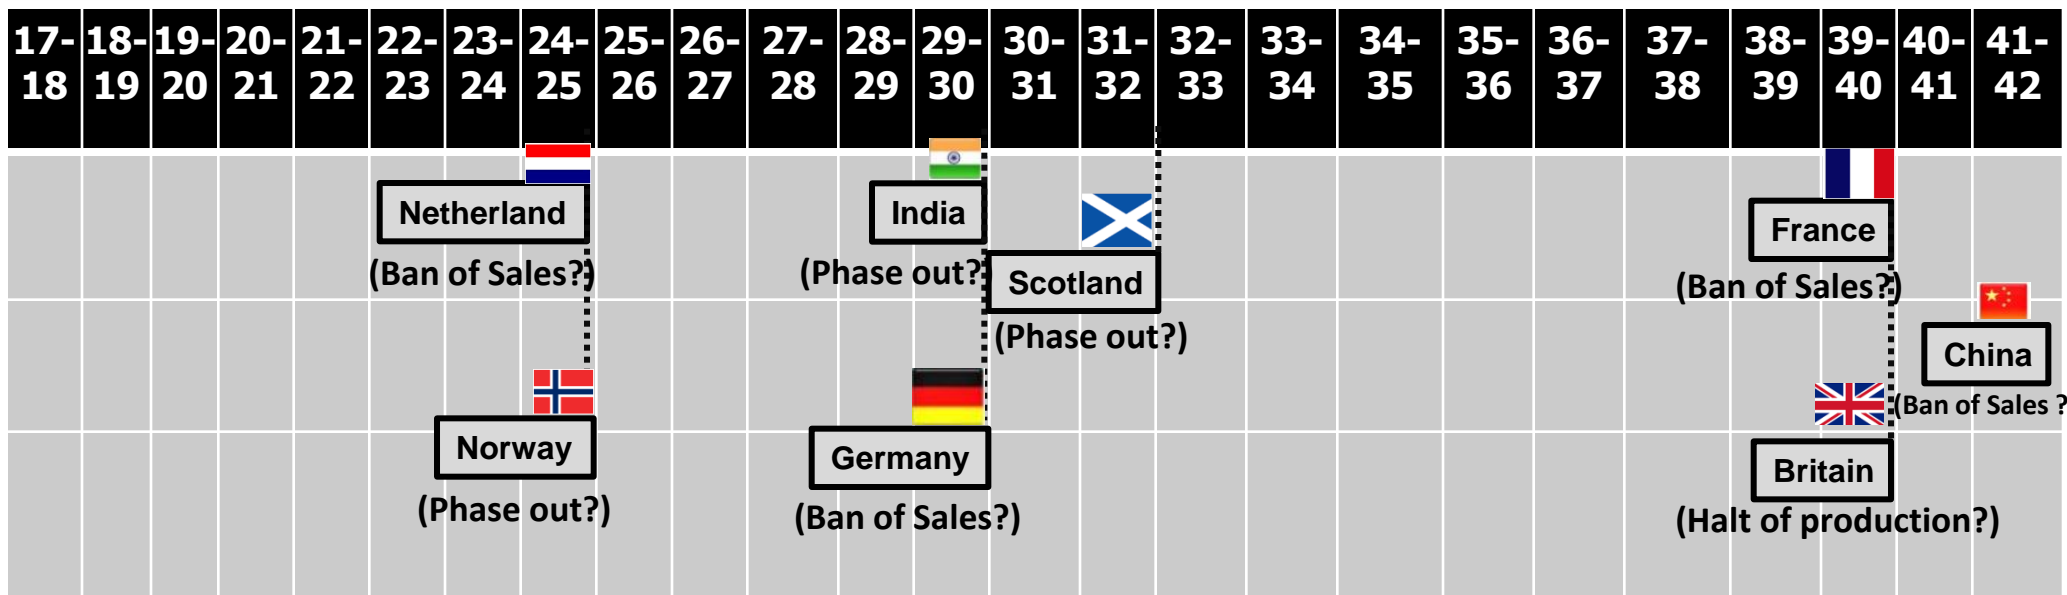 17-18 18-19 19-20 20-21 21-22 22-23 23-24 24-25 25-26 26-27 27-28 28-29 29-30 30-31 31-32 32-33 33-34 34-35 35-36 36-37 37-38 38-39 39-40 40-41 41-42
Netherland
(Ban of Sales?)
Norway
(Phase out?)
India
(Phase out?
Germany
(Ban of Sales?)
Scotland
(Phase out?)
France
(Ban of Sales?)
Britain
(Halt of production?)
China
(Ban of Sales ?